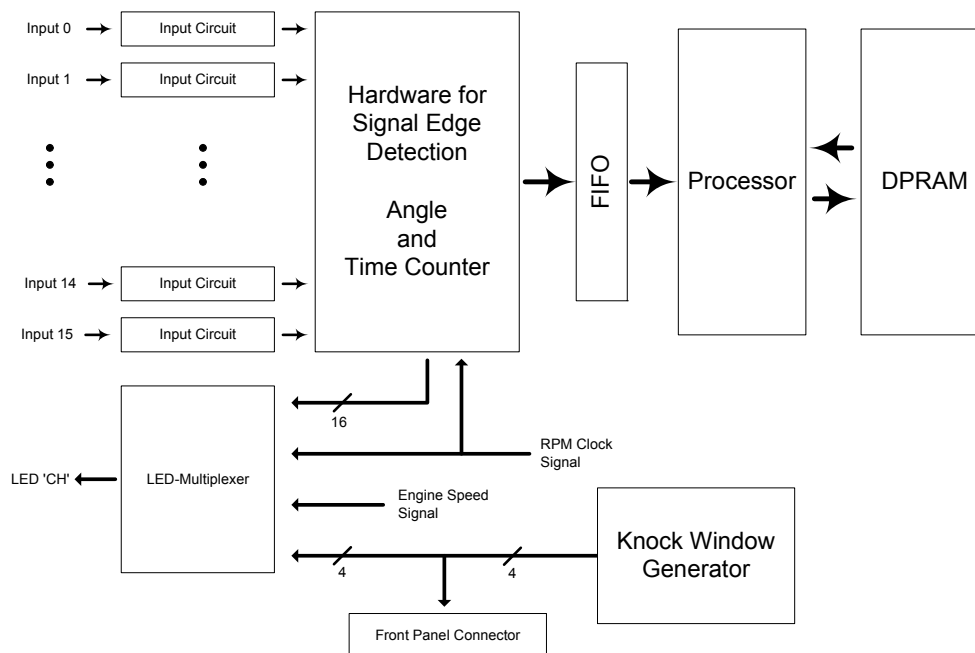 Input 0
Input Circuit
Input 1
Input Circuit
Input 14
Input Circuit
Input 15
Input Circuit
Hardware for
Signal Edge
Detection
Angle
and
Time Counter
FIFO
Processor
DPRAM
16
RPM Clock
Signal
LED 'CH'
LED-Multiplexer
Engine Speed
Signal
4
4
Knock Window
Generator
Front Panel Connector